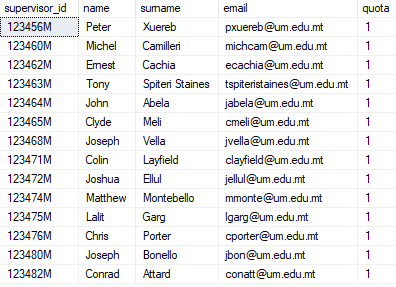 supervisor_id name surname email quota
123456M Peter Xuereb pxuereb@um.edu.mt 1
123460M Michel Camilleri michcam@um.edu.mt 1
123462M Ernest Cachia ecachia@um.edu.mt 1
123463M Tony Spiteri Staines tspiteristaines@um.edu.mt 1
123464M John Abela jabela@um.edu.mt 1
123465M Clyde Meli cmeli@um.edu.mt 1
123468M Joseph Vella jvella@um.edu.mt 1
123471M Colin Layfield clayfield@um.edu.mt 1
123472M Joshua Ellul jellul@um.edu.mt 1
123474M Matthew Montebello mmonte@um.edu.mt 1
123475M Lalit Garg lgarg@um.edu.mt 1
123476M Chris Porter cporter@um.edu.mt 1
123480M Joseph Bonello jbon@um.edu.mt 1
123482M Conrad Attard conatt@um.edu.mt 1